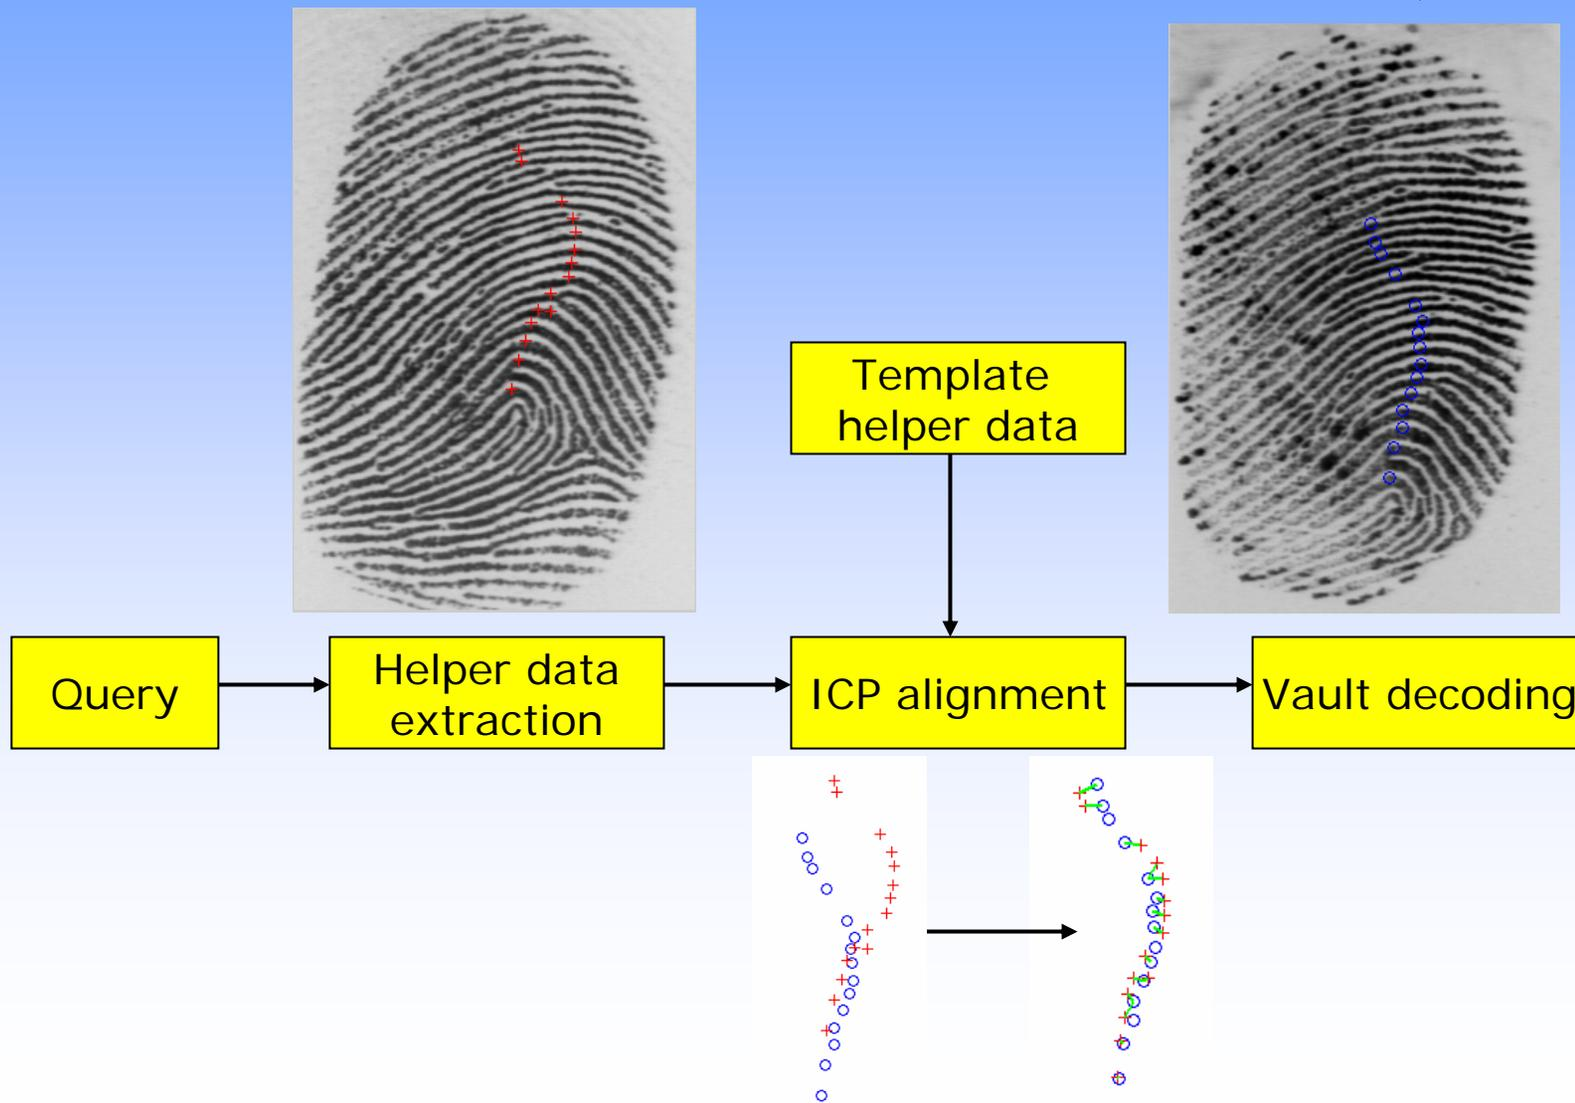 Template
helper data
Query
Helper data
extraction
ICP alignment
Vault decoding